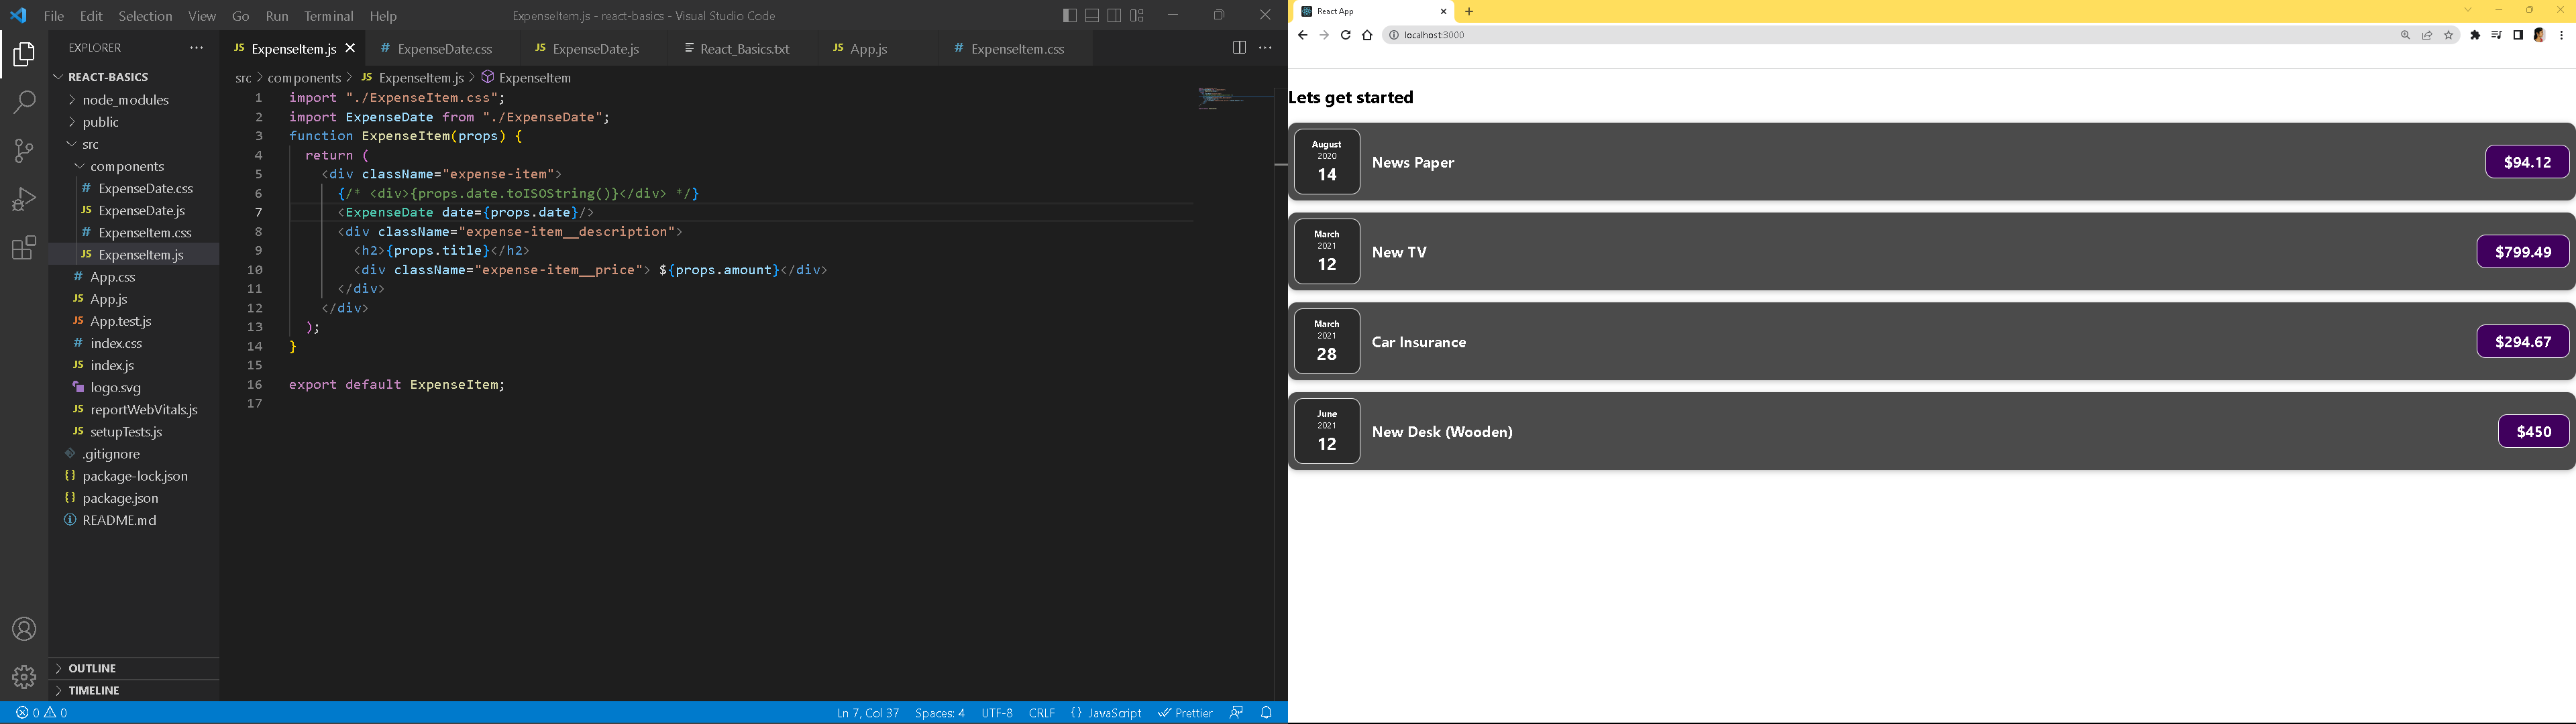 File Edit Selection View Go Run Terminal Help ExpenseItem.js - react-basics - Visual Studio Code
EXPLORER
REACT-BASICS
node_modules
public
src
components
ExpenseDate.css
ExpenseDate.js
ExpenseItem.css
ExpenseItem.js
App.css
App.js
App.test.js
index.css
index.js
logo.svg
reportWebVitals.js
setupTests.js
.gitignore
package-lock.json
package.json
README.md
OUTLINE
TIMELINE
ExpenseItem.js ExpenseDate.css ExpenseDate.js React_Basics.txt App.js ExpenseItem.css
src > components > JS ExpenseItem.js > ExpenseItem
1 import "./ExpenseItem.css";
2 import ExpenseDate from "./ExpenseDate";
3 function ExpenseItem(props) {
4 return (
5 <div className="expense-item">
6 {/* <div>{props.date.toISOString()}</div> */}
7 <ExpenseDate date={props.date}/>
8 <div className="expense-item__description">
9 <h2>{props.title}</h2>
10 <div className="expense-item__price"> ${props.amount}</div>
11 </div>
12 </div>
13 );
14 }
15
16 export default ExpenseItem;
17
0 0 Ln 7, Col 37 Spaces: 4 UTF-8 CRLF {} JavaScript Prettier
React App
localhost:3000
Lets get started
August
2020
14
News Paper
$94.12
March
2021
12
New TV
$799.49
March
2021
28
Car Insurance
$294.67
June
2021
12
New Desk (Wooden)
$450